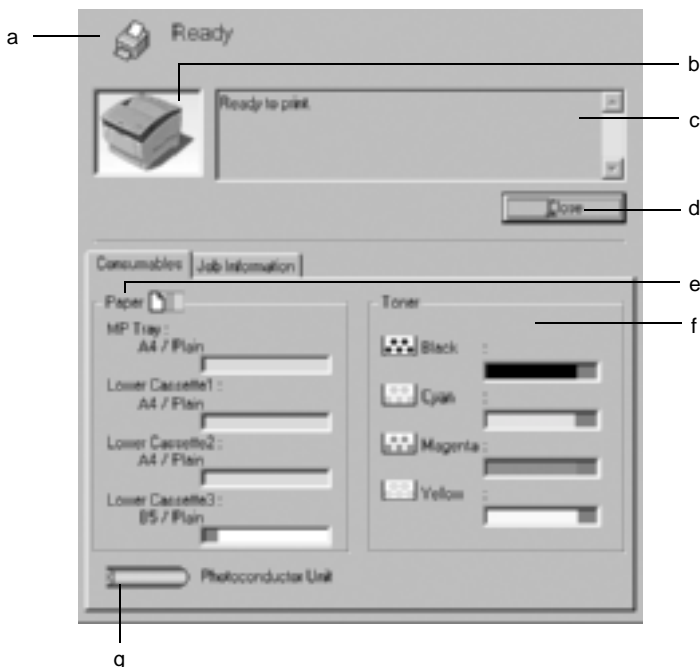 a
Ready
b
Ready to print.
c
Close
d
Consumables
Job Information
e
Paper
Toner
f
MP Tray :
A4 / Plain
Black :
Lower Cassette1 :
A4 / Plain
Cyan :
Lower Cassette2 :
A4 / Plain
Magenta :
Lower Cassette3 :
B5 / Plain
Yellow :
Photoconductor Unit
g